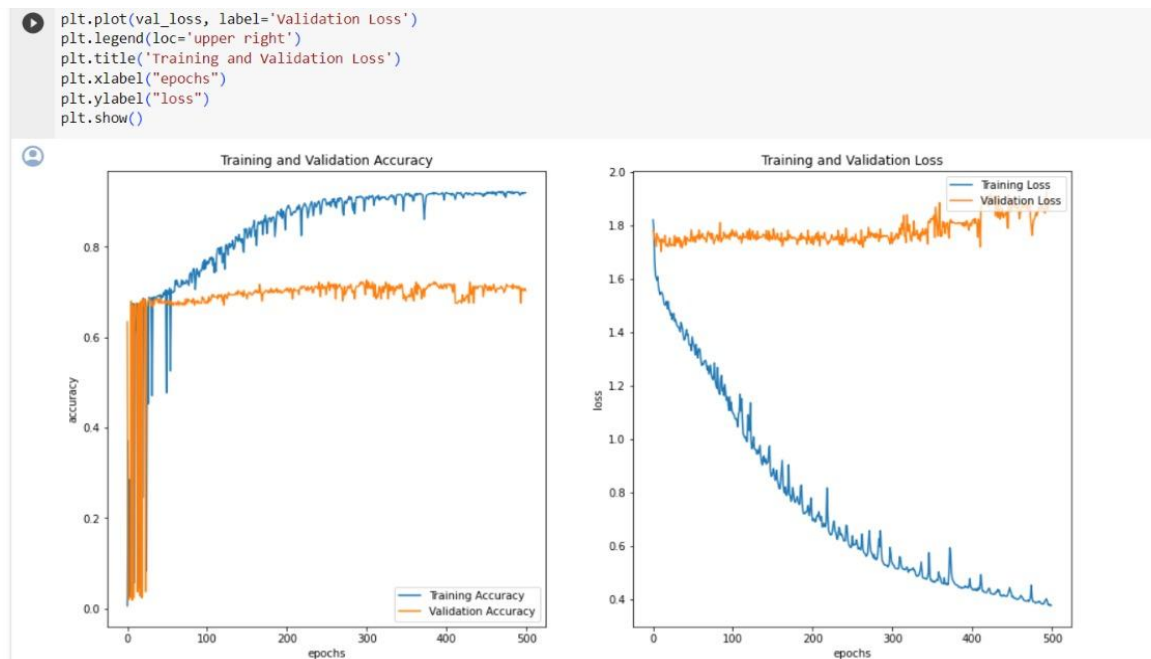 plt.plot(val_loss, label='Validation Loss')
plt.legend(loc='upper right')
plt.title('Training and Validation Loss')
plt.xlabel("epochs")
plt.ylabel("loss")
plt.show()
Training and Validation Accuracy
accuracy
0.8
0.6
0.4
0.2
0.0
Training Accuracy
Validation Accuracy
0
100
200
300
400
500
epochs
Training and Validation Loss
loss
2.0
1.8
1.6
1.4
1.2
1.0
0.8
0.6
0.4
Training Loss
Validation Loss
0
100
200
300
400
500
epochs